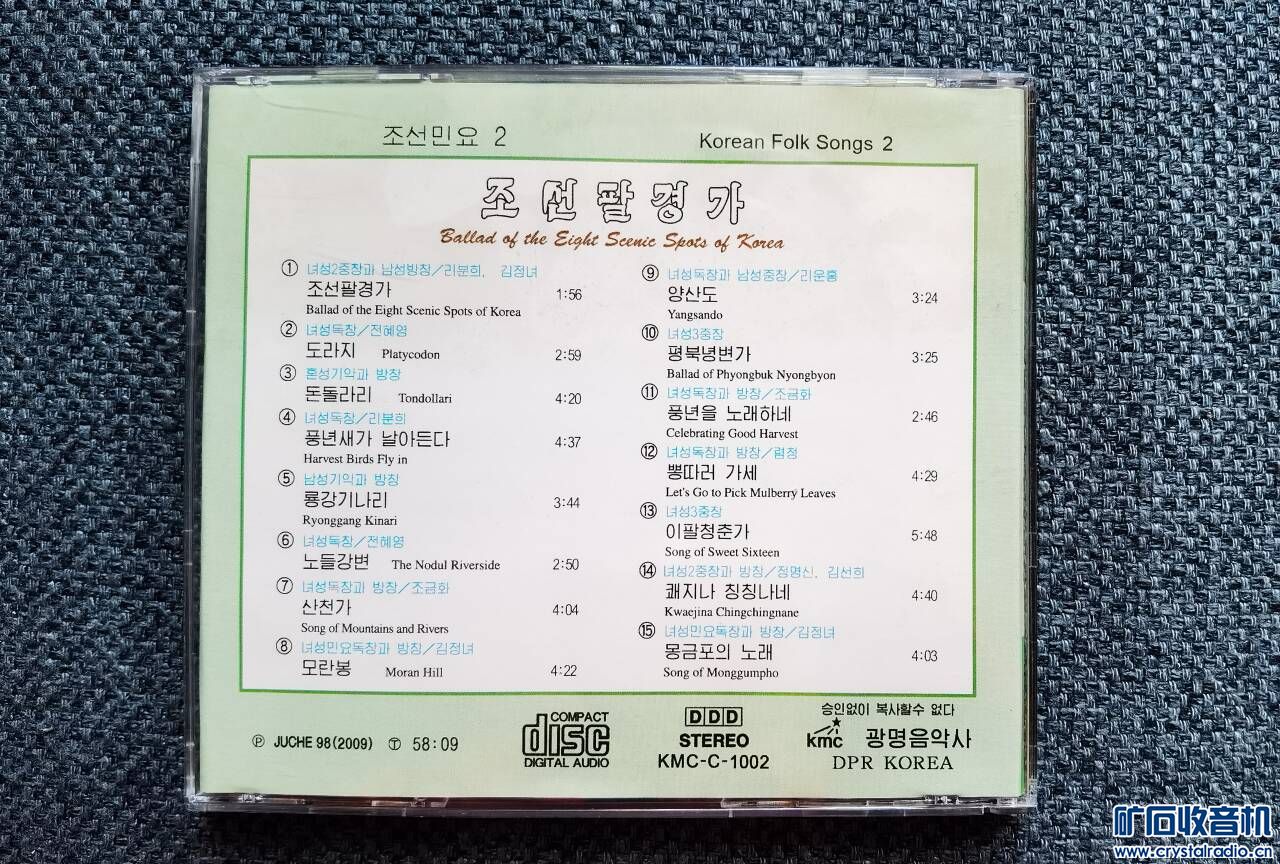 조선민요 2
Korean Folk Songs 2
조선팔경가
Ballad of the Eight Scenic Spots of Korea
① 녀성2중창과 남성방창/리분희, 김정녀
조선팔경가 1:56
Ballad of the Eight Scenic Spots of Korea
② 녀성독창/전혜영
도라지 Platycodon 2:59
③ 혼성기악과 방창
돈돌라리 Tondollari 4:20
④ 녀성독창/리분희
풍년새가 날아든다 4:37
Harvest Birds Fly in
⑤ 남성기악과 방창
룡강기나리 3:44
Ryonggang Kinari
⑥ 녀성독창/전혜영
노들강변 The Nodul Riverside 2:50
⑦ 녀성독창과 방창/조금화
산천가 4:04
Song of Mountains and Rivers
⑧ 녀성민요독창과 방창/김정녀
모란봉 Moran Hill 4:22
⑨ 녀성독창과 남성중창/리운홍
양산도 3:24
Yangsando
⑩ 녀성3중창
평북녕변가 3:25
Ballad of Phyongbuk Nyongbyon
⑪ 녀성독창과 방창/조금화
풍년을 노래하네 2:46
Celebrating Good Harvest
⑫ 녀성독창과 방창/렴청
뽕따러 가세 4:29
Let's Go to Pick Mulberry Leaves
⑬ 녀성3중창
이팔청춘가 5:48
Song of Sweet Sixteen
⑭ 녀성2중창과 방창/정명신, 김선희
쾌지나 칭칭나네 4:40
Kwaejina Chingchingnane
⑮ 녀성민요독창과 방창/김정녀
몽금포의 노래 4:03
Song of Monggumpho
Ⓟ JUCHE 98(2009) Ⓣ 58:09
COMPACT
disc
DIGITAL AUDIO
DDD
STEREO
KMC-C-1002
승인없이 복사할수 없다
kmc 광명음악사
DPR KOREA
矿石收音机
www.crystalradio.cn